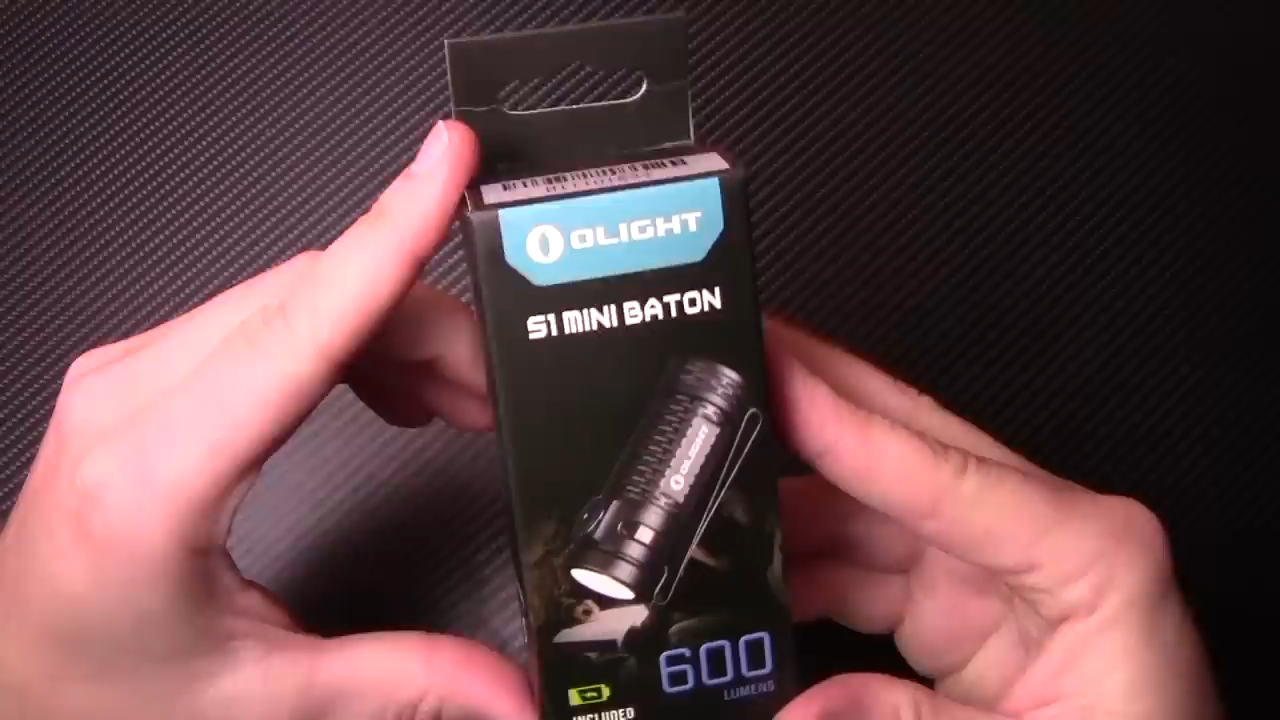 OLIGHT
S1 MINI BATON
OLIGHT
600
LUMENS
INCLUDED